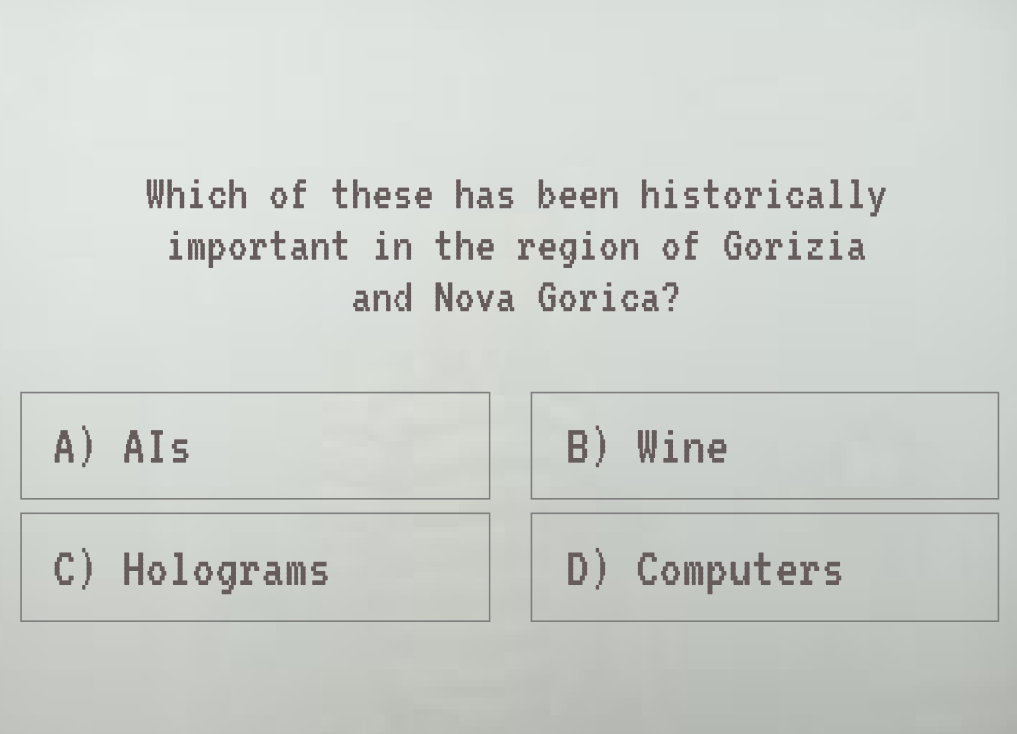 Which of these has been historically
important in the region of Gorizia
and Nova Gorica?
A) AIs
B) Wine
C) Holograms
D) Computers